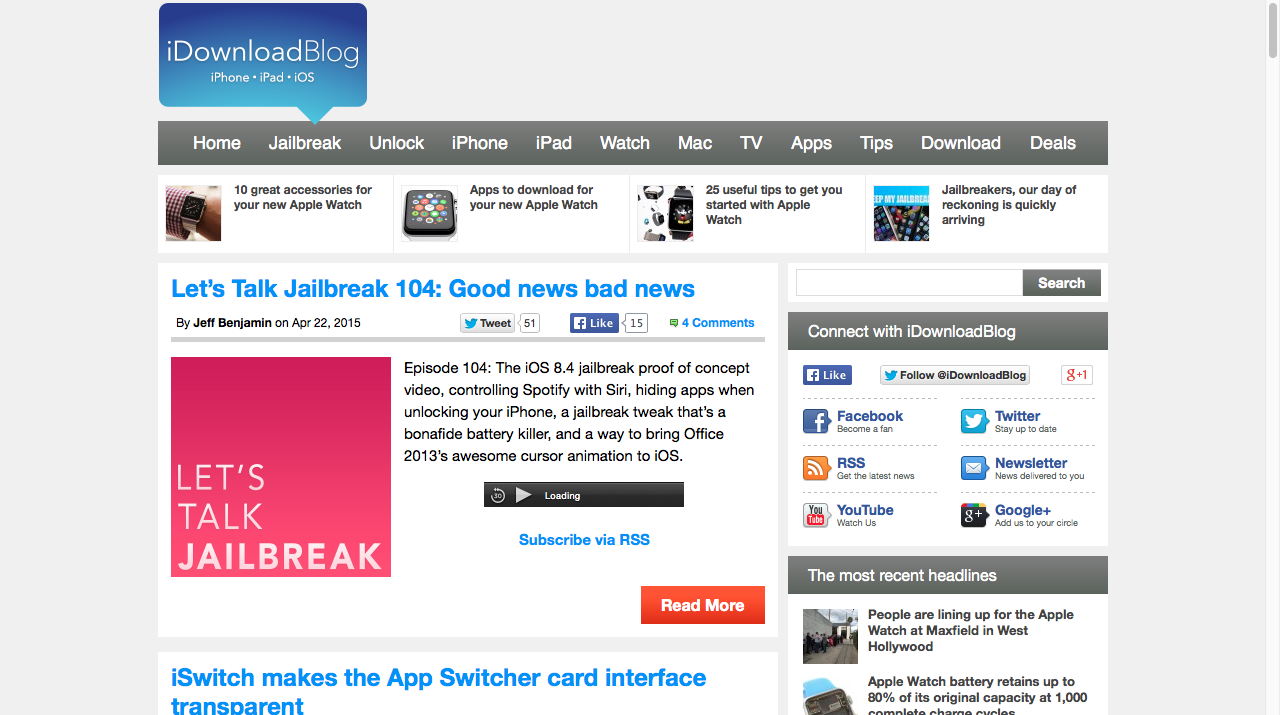 iDownloadBlog
iPhone • iPad • iOS
Home Jailbreak Unlock iPhone iPad Watch Mac TV Apps Tips Download Deals
10 great accessories for
your new Apple Watch
Apps to download for
your new Apple Watch
25 useful tips to get you
started with Apple
Watch
KEEP MY JAILBREAK
Jailbreakers, our day of
reckoning is quickly
arriving
Let's Talk Jailbreak 104: Good news bad news
By Jeff Benjamin on Apr 22, 2015
Tweet 51
Like 15
4 Comments
LET'S
TALK
JAILBREAK
Episode 104: The iOS 8.4 jailbreak proof of concept
video, controlling Spotify with Siri, hiding apps when
unlocking your iPhone, a jailbreak tweak that's a
bonafide battery killer, and a way to bring Office
2013's awesome cursor animation to iOS.
30 Loading
Subscribe via RSS
Read More
iSwitch makes the App Switcher card interface
transparent
Search
Connect with iDownloadBlog
Like
Follow @iDownloadBlog
g+1
Facebook
Become a fan
Twitter
Stay up to date
RSS
Get the latest news
Newsletter
News delivered to you
You
Tube
YouTube
Watch Us
g+
Google+
Add us to your circle
The most recent headlines
People are lining up for the Apple
Watch at Maxfield in West
Hollywood
Apple Watch battery retains up to
80% of its original capacity at 1,000
complete charge cycles